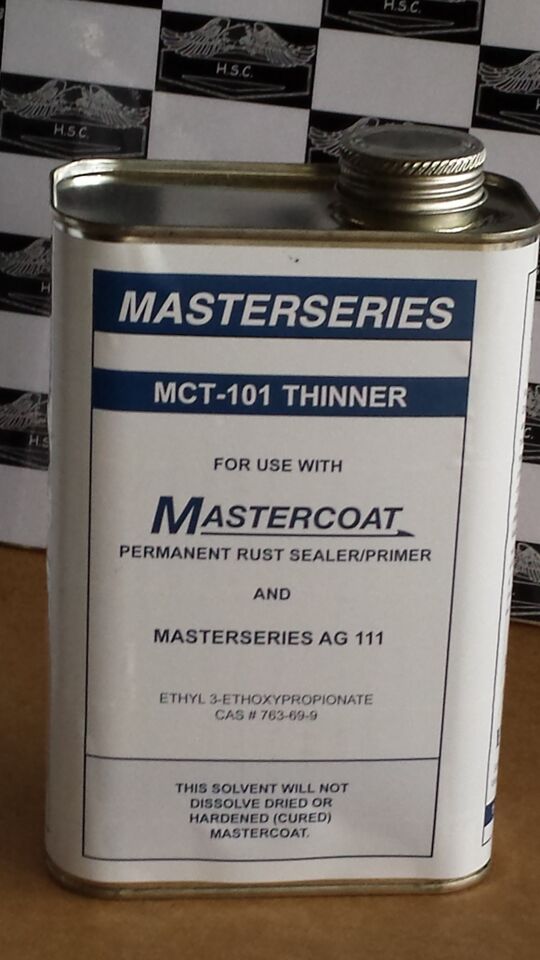 H.S.C.
H.S.C.
H.S.C.
MASTERSERIES
MCT-101 THINNER
FOR USE WITH
MASTERCOAT
PERMANENT RUST SEALER/PRIMER
AND
MASTERSERIES AG 111
ETHYL 3-ETHOXYPROPIONATE
CAS # 763-69-9
THIS SOLVENT WILL NOT
DISSOLVE DRIED OR
HARDENED (CURED)
MASTERCOAT.